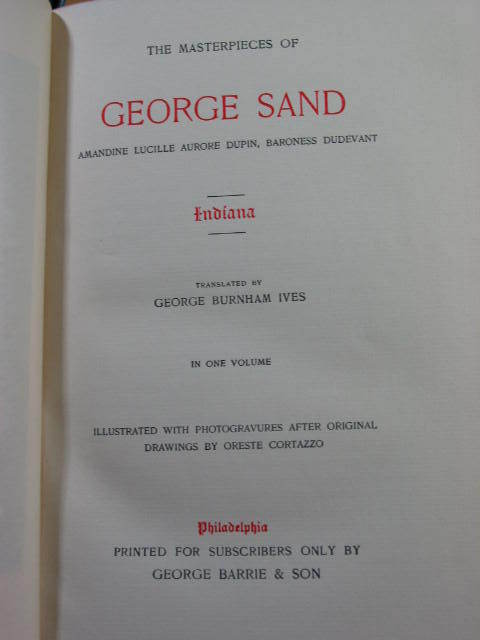 THE MASTERPIECES OF
GEORGE SAND
AMANDINE LUCILLE AURORE DUPIN, BARONESS DUDEVANT
Indiana
TRANSLATED BY
GEORGE BURNHAM IVES
IN ONE VOLUME
ILLUSTRATED WITH PHOTOGRAVURES AFTER ORIGINAL
DRAWINGS BY ORESTE CORTAZZO
Philadelphia
PRINTED FOR SUBSCRIBERS ONLY BY
GEORGE BARRIE & SON